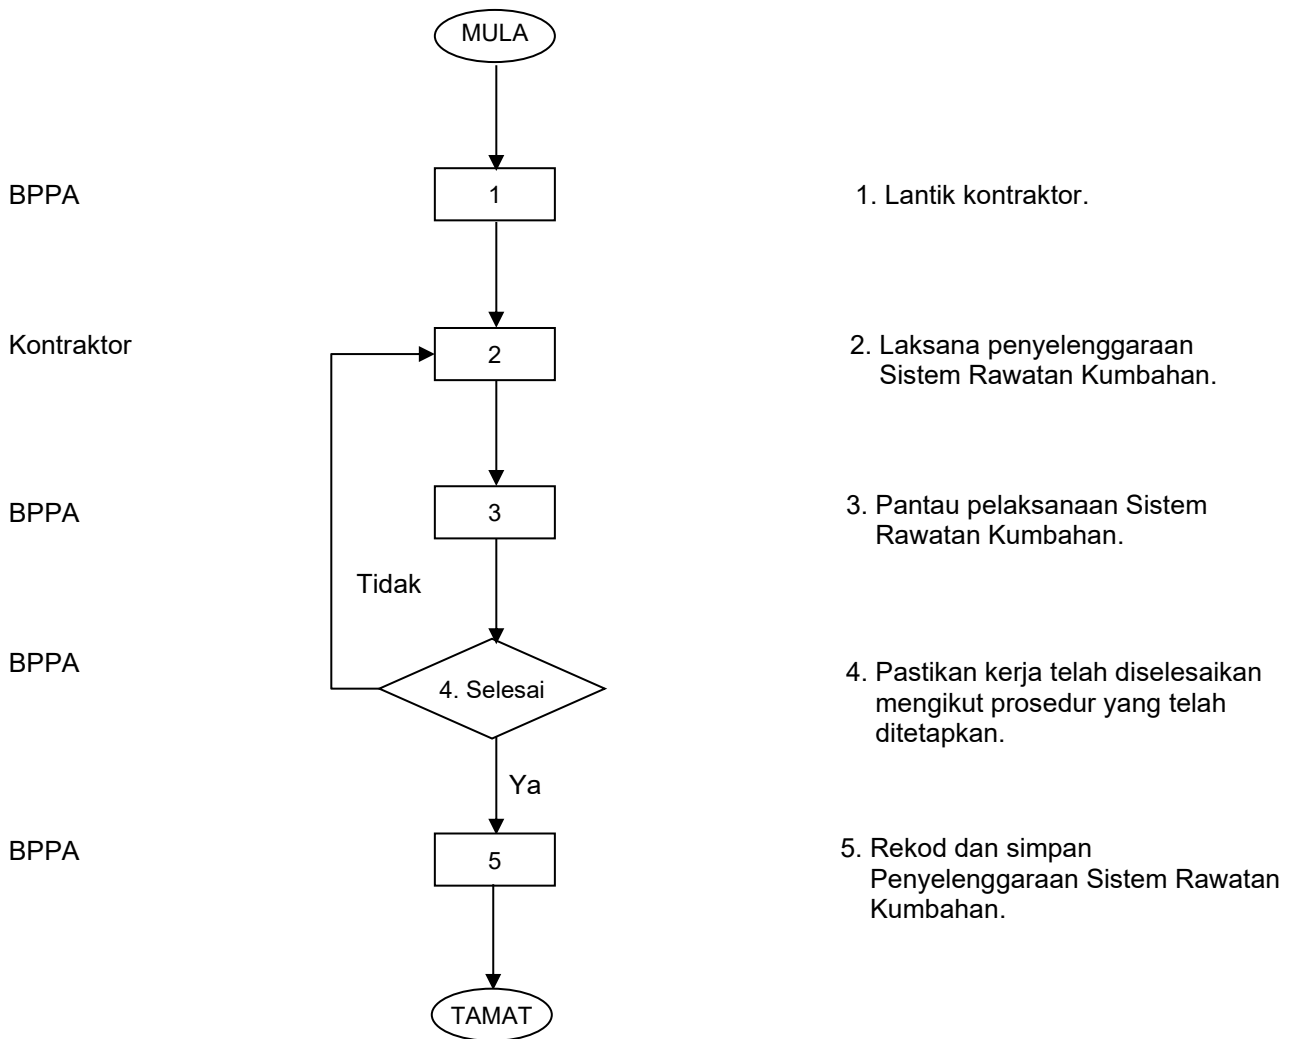 MULA
BPPA
1
1. Lantik kontraktor.
Kontraktor
2
2. Laksana penyelenggaraan
Sistem Rawatan Kumbahan.
BPPA
3
3. Pantau pelaksanaan Sistem
Rawatan Kumbahan.
Tidak
BPPA
4. Selesai
4. Pastikan kerja telah diselesaikan
mengikut prosedur yang telah
ditetapkan.
Ya
BPPA
5
5. Rekod dan simpan
Penyelenggaraan Sistem Rawatan
Kumbahan.
TAMAT